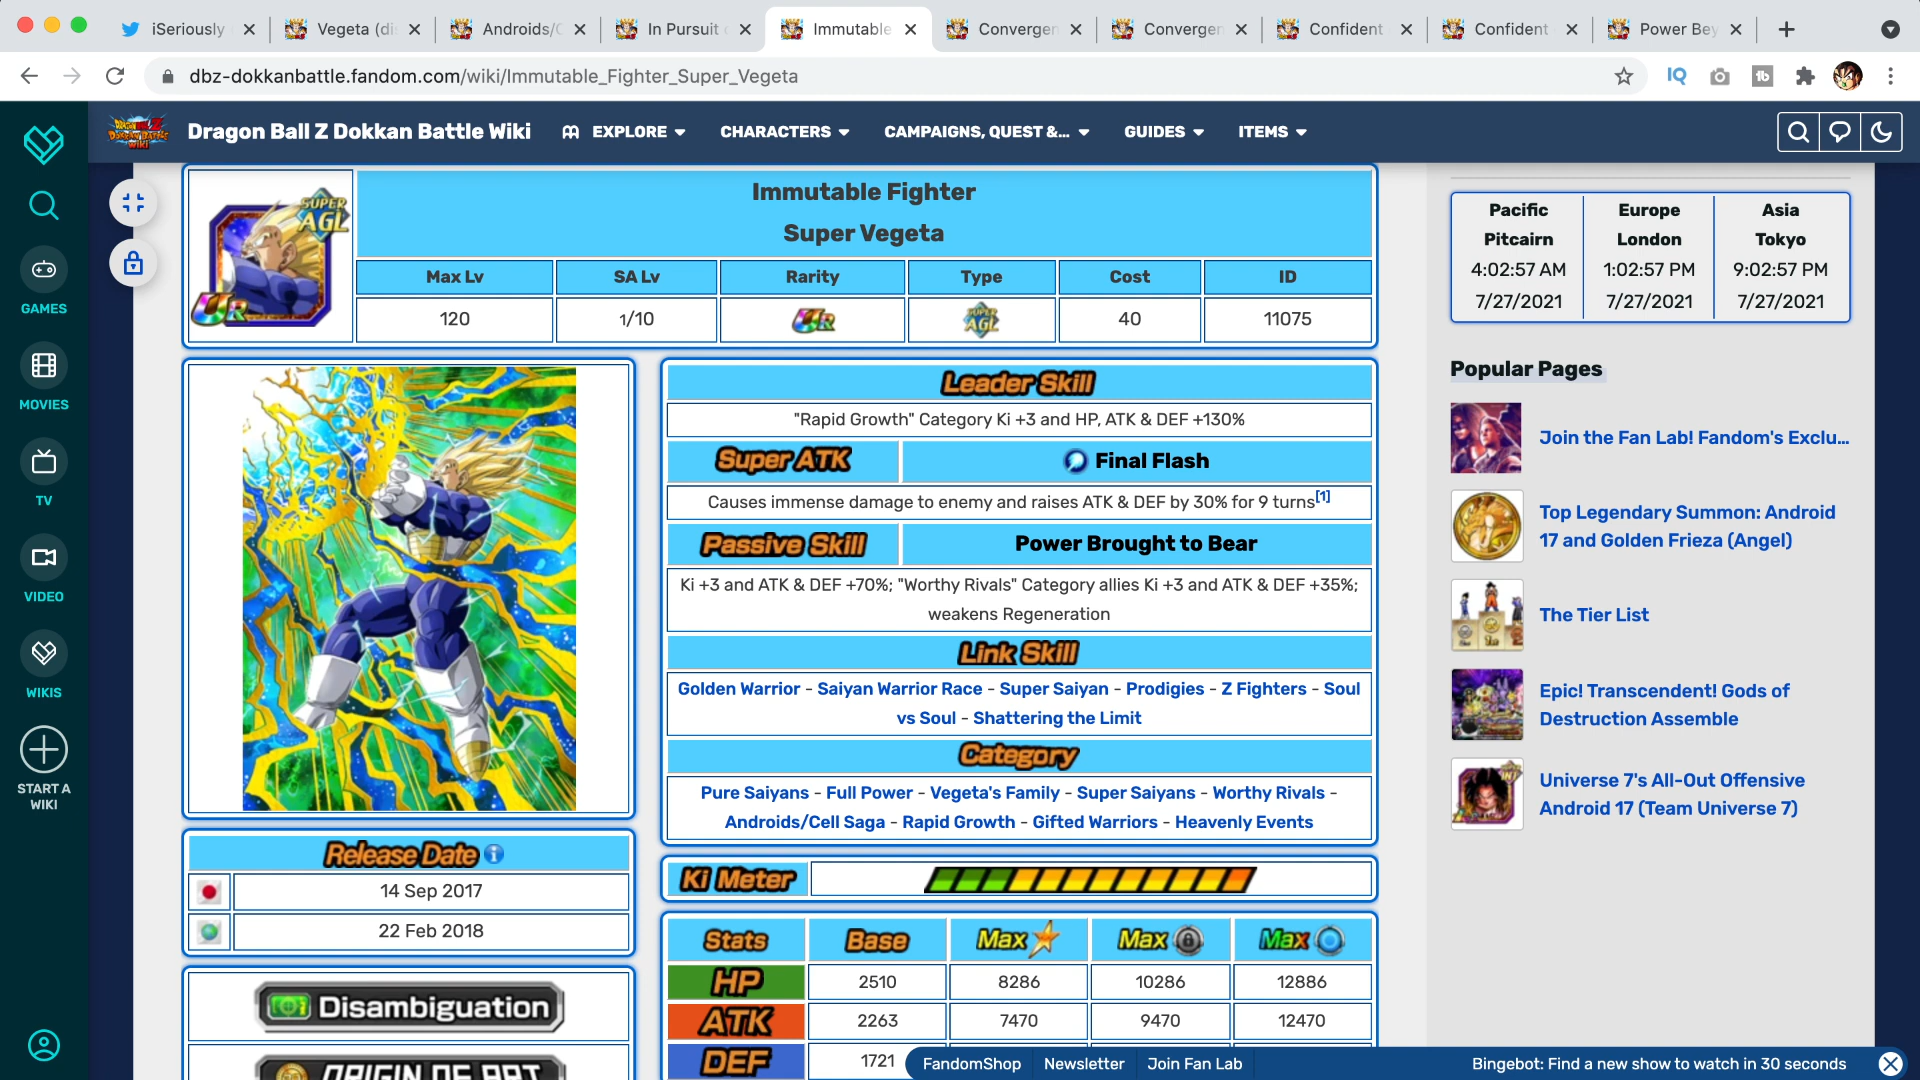 iSeriously
Vegeta (di
Androids/C
In Pursuit
Immutable
Convergen
Convergen
Confident
Confident
Power Bey
dbz-dokkanbattle.fandom.com/wiki/Immutable_Fighter_Super_Vegeta
IQ
tb
Dragon Ball Z Dokkan Battle Wiki
EXPLORE
CHARACTERS
CAMPAIGNS, QUEST &...
GUIDES
ITEMS
GAMES
MOVIES
TV
VIDEO
WIKIS
START A
WIKI
SUPER
AGL
UR
Immutable Fighter
Super Vegeta
Max Lv
SA Lv
Rarity
Type
Cost
ID
120
1/10
UR
SUPER
AGL
40
11075
Leader Skill
"Rapid Growth" Category Ki +3 and HP, ATK & DEF +130%
Super ATK
Final Flash
Causes immense damage to enemy and raises ATK & DEF by 30% for 9 turns[1]
Passive Skill
Power Brought to Bear
Ki +3 and ATK & DEF +70%; "Worthy Rivals" Category allies Ki +3 and ATK & DEF +35%;
weakens Regeneration
Link Skill
Golden Warrior - Saiyan Warrior Race - Super Saiyan - Prodigies - Z Fighters - Soul
vs Soul - Shattering the Limit
Category
Pure Saiyans - Full Power - Vegeta's Family - Super Saiyans - Worthy Rivals -
Androids/Cell Saga - Rapid Growth - Gifted Warriors - Heavenly Events
Ki Meter
Stats
Base
Max
Max
Max
HP
2510
8286
10286
12886
ATK
2263
7470
9470
12470
DEF
1721
Release Date
14 Sep 2017
22 Feb 2018
Disambiguation
ORIGIN OF ART
Pacific
Pitcairn
4:02:57 AM
7/27/2021
Europe
London
1:02:57 PM
7/27/2021
Asia
Tokyo
9:02:57 PM
7/27/2021
Popular Pages
Join the Fan Lab! Fandom's Exclu...
Top Legendary Summon: Android
17 and Golden Frieza (Angel)
The Tier List
Epic! Transcendent! Gods of
Destruction Assemble
Universe 7's All-Out Offensive
Android 17 (Team Universe 7)
FandomShop
Newsletter
Join Fan Lab
Bingebot: Find a new show to watch in 30 seconds